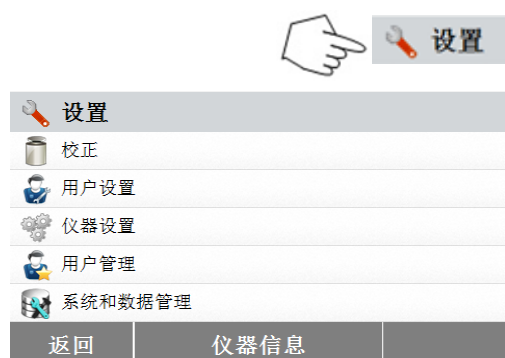 设置
设置
校正
用户设置
仪器设置
用户管理
系统和数据管理
返回 仪器信息